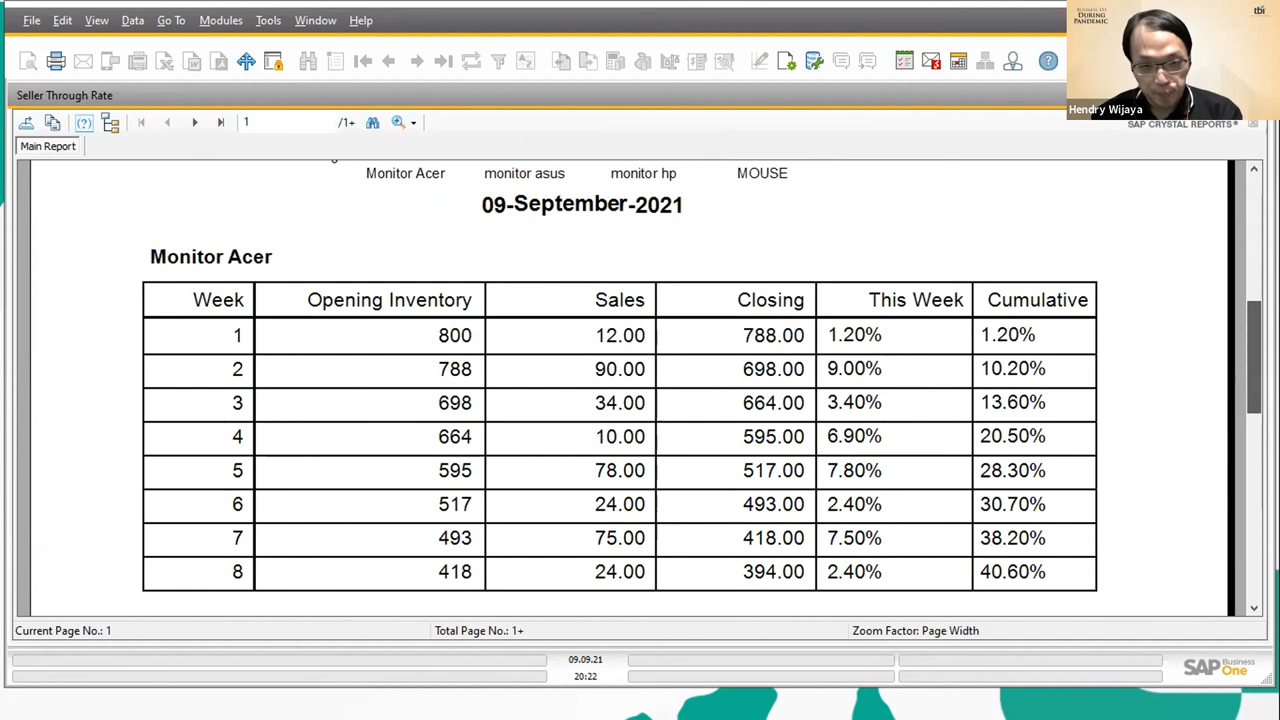 File Edit View Data Go To Modules Tools Window Help
BUSINESS 101
DURING
PANDEMIC
tbi
Hendry Wijaya
Seller Through Rate
1 /1+
SAP CRYSTAL REPORTS®
Main Report
Monitor Acer monitor asus monitor hp MOUSE
09-September-2021
Monitor Acer
Week Opening Inventory Sales Closing This Week Cumulative
1 800 12.00 788.00 1.20% 1.20%
2 788 90.00 698.00 9.00% 10.20%
3 698 34.00 664.00 3.40% 13.60%
4 664 10.00 595.00 6.90% 20.50%
5 595 78.00 517.00 7.80% 28.30%
6 517 24.00 493.00 2.40% 30.70%
7 493 75.00 418.00 7.50% 38.20%
8 418 24.00 394.00 2.40% 40.60%
Current Page No.: 1 Total Page No.: 1+ Zoom Factor: Page Width
09.09.21
20:22
SAP Business One